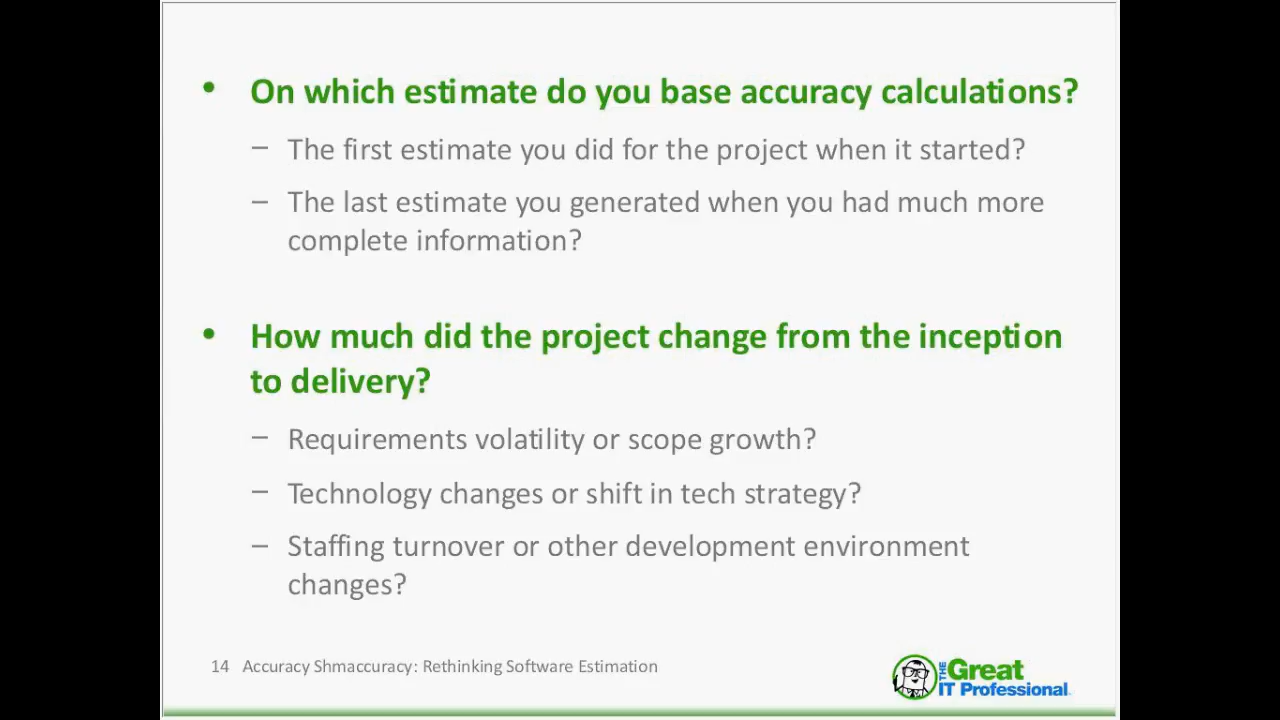 • On which estimate do you base accuracy calculations?
– The first estimate you did for the project when it started?
– The last estimate you generated when you had much more
complete information?
• How much did the project change from the inception
to delivery?
– Requirements volatility or scope growth?
– Technology changes or shift in tech strategy?
– Staffing turnover or other development environment
changes?
14 Accuracy Shmaccuracy: Rethinking Software Estimation
THE Great
IT Professional